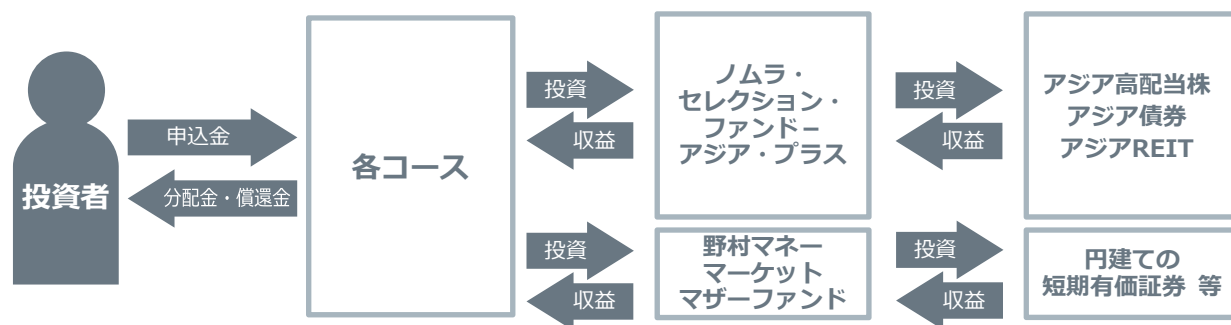 投資者
申込金
分配金・償還金
各コース
投資
収益
ノムラ・
セレクション・
ファンド－
アジア・プラス
投資
収益
アジア高配当株
アジア債券
アジアREIT
投資
収益
野村マネー
マーケット
マザーファンド
投資
収益
円建ての
短期有価証券 等